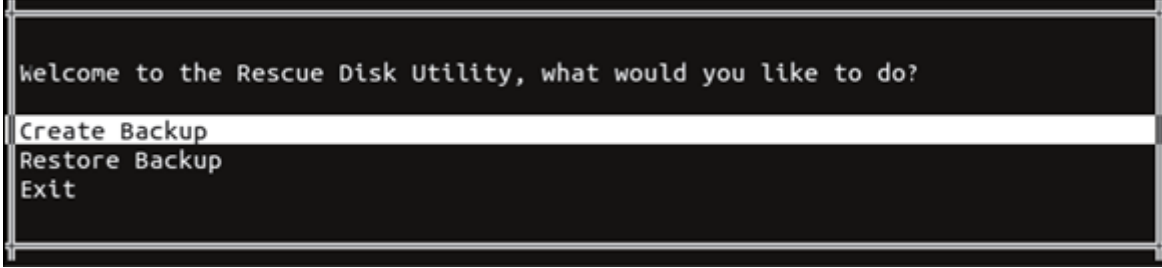 Welcome to the Rescue Disk Utility, what would you like to do?
Create Backup
Restore Backup
Exit